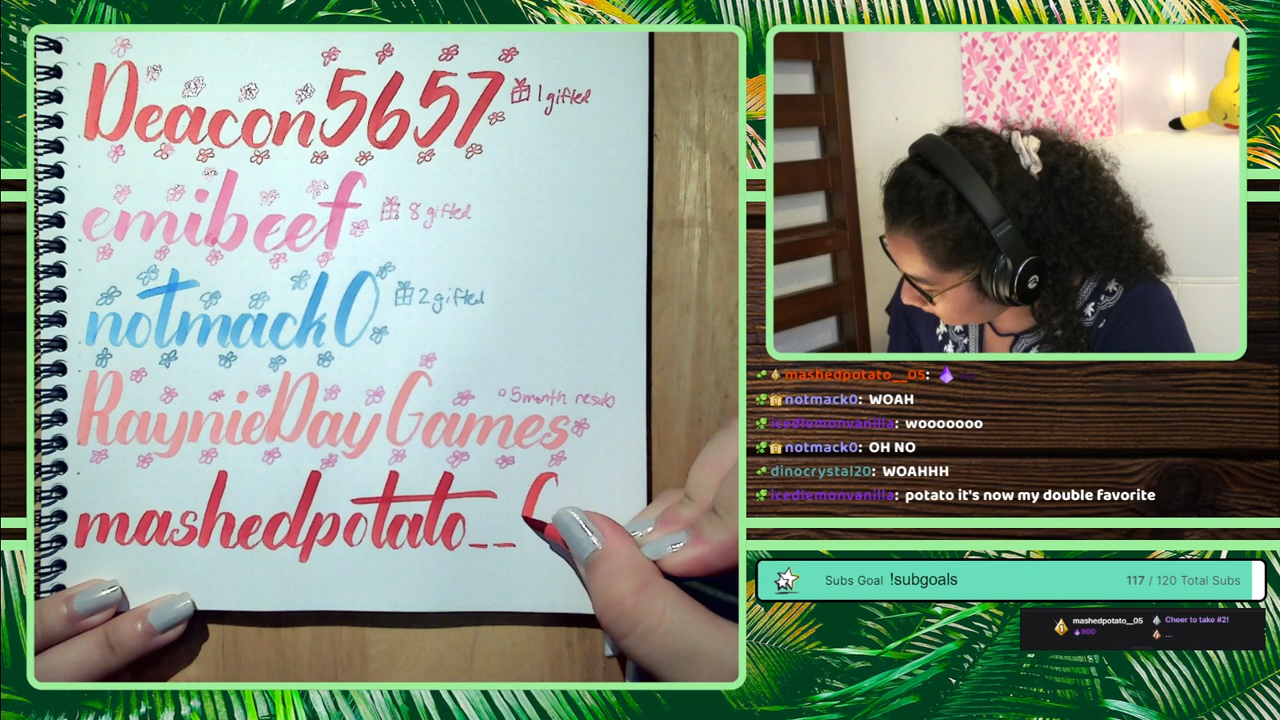 Deacon5657 1 gifted
emibeef 8 gifted
notmack0 2 gifted
RaynieDayGames 5 month resub
mashedpotato__
mashedpotato__05:
notmack0: WOAH
icedlemonvanilla: wooooooo
notmack0: OH NO
dinocrystal20: WOAHHH
icedlemonvanilla: potato it's now my double favorite
Subs Goal !subgoals 117 / 120 Total Subs
1 mashedpotato__05 Cheer to take #2!
900 ...